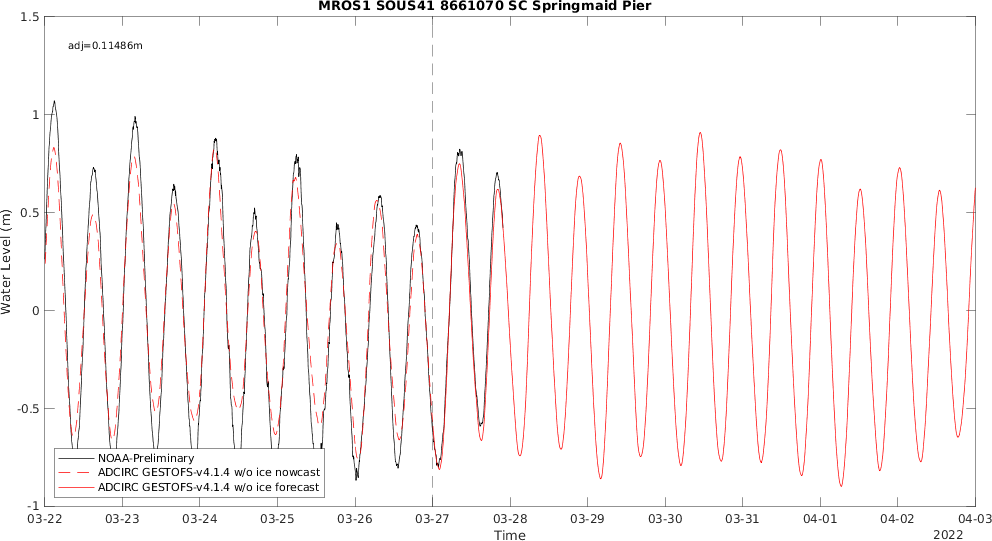 MROS1 SOUS41 8661070 SC Springmaid Pier
adj=0.11486m
1.5
1
0.5
0
-0.5
-1
Water Level (m)
NOAA-Preliminary
ADCIRC GESTOFS-v4.1.4 w/o ice nowcast
ADCIRC GESTOFS-v4.1.4 w/o ice forecast
03-22 03-23 03-24 03-25 03-26 03-27 03-28 03-29 03-30 03-31 04-01 04-02 04-03
Time
2022